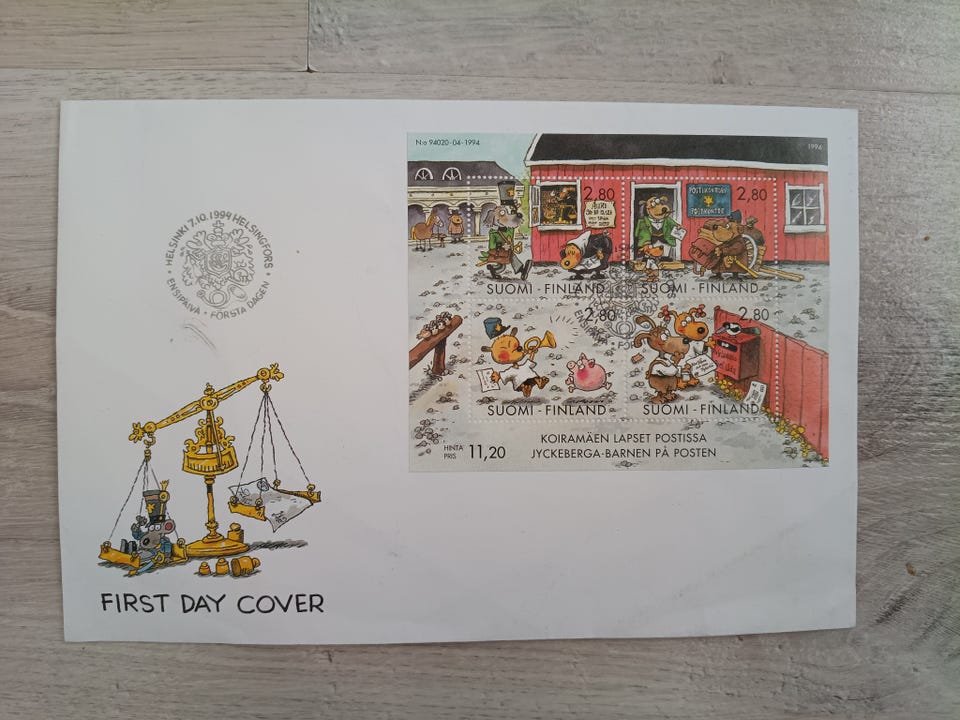 N:o 94020-04-1994
1994
2,80
2,80
POSTIKONTTORI
POSTKONTOR
SUOMI - FINLAND
SUOMI - FINLAND
2,80
2,80
SUOMI - FINLAND
SUOMI - FINLAND
HINTA
PRIS 11,20
KOIRAMÄEN LAPSET POSTISSA
JYCKEBERGA-BARNEN PÅ POSTEN
HELSINKI 7.10.1994 HELSINGFORS
ENSIPÄIVÄ • FÖRSTA DAGEN
FIRST DAY COVER